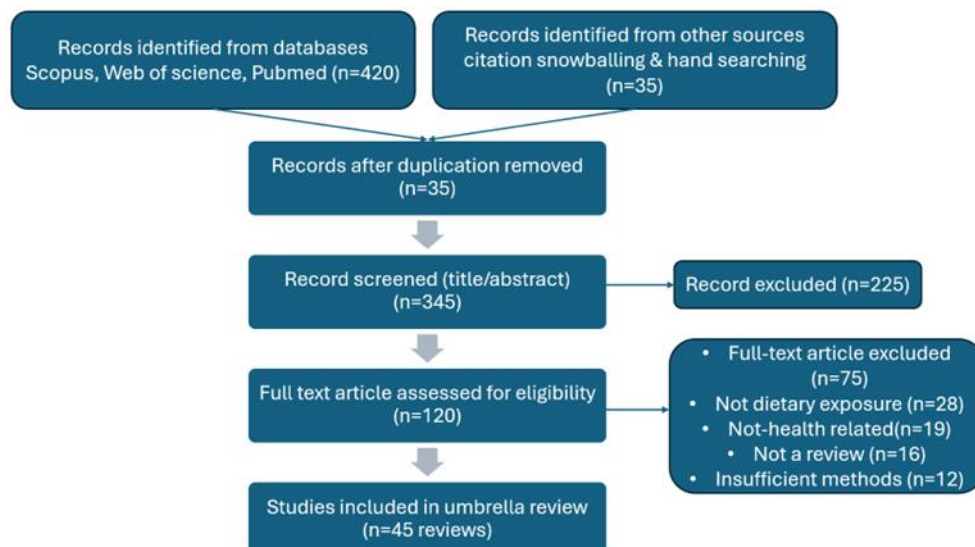 Records identified from databases
Scopus, Web of science, Pubmed (n=420)
Records identified from other sources
citation snowballing & hand searching
(n=35)
Records after duplication removed
(n=35)
Record screened (title/abstract)
(n=345)
Record excluded (n=225)
Full text article assessed for eligibility
(n=120)
• Full-text article excluded
(n=75)
• Not dietary exposure (n=28)
• Not-health related(n=19)
• Not a review (n=16)
• Insufficient methods (n=12)
Studies included in umbrella review
(n=45 reviews)